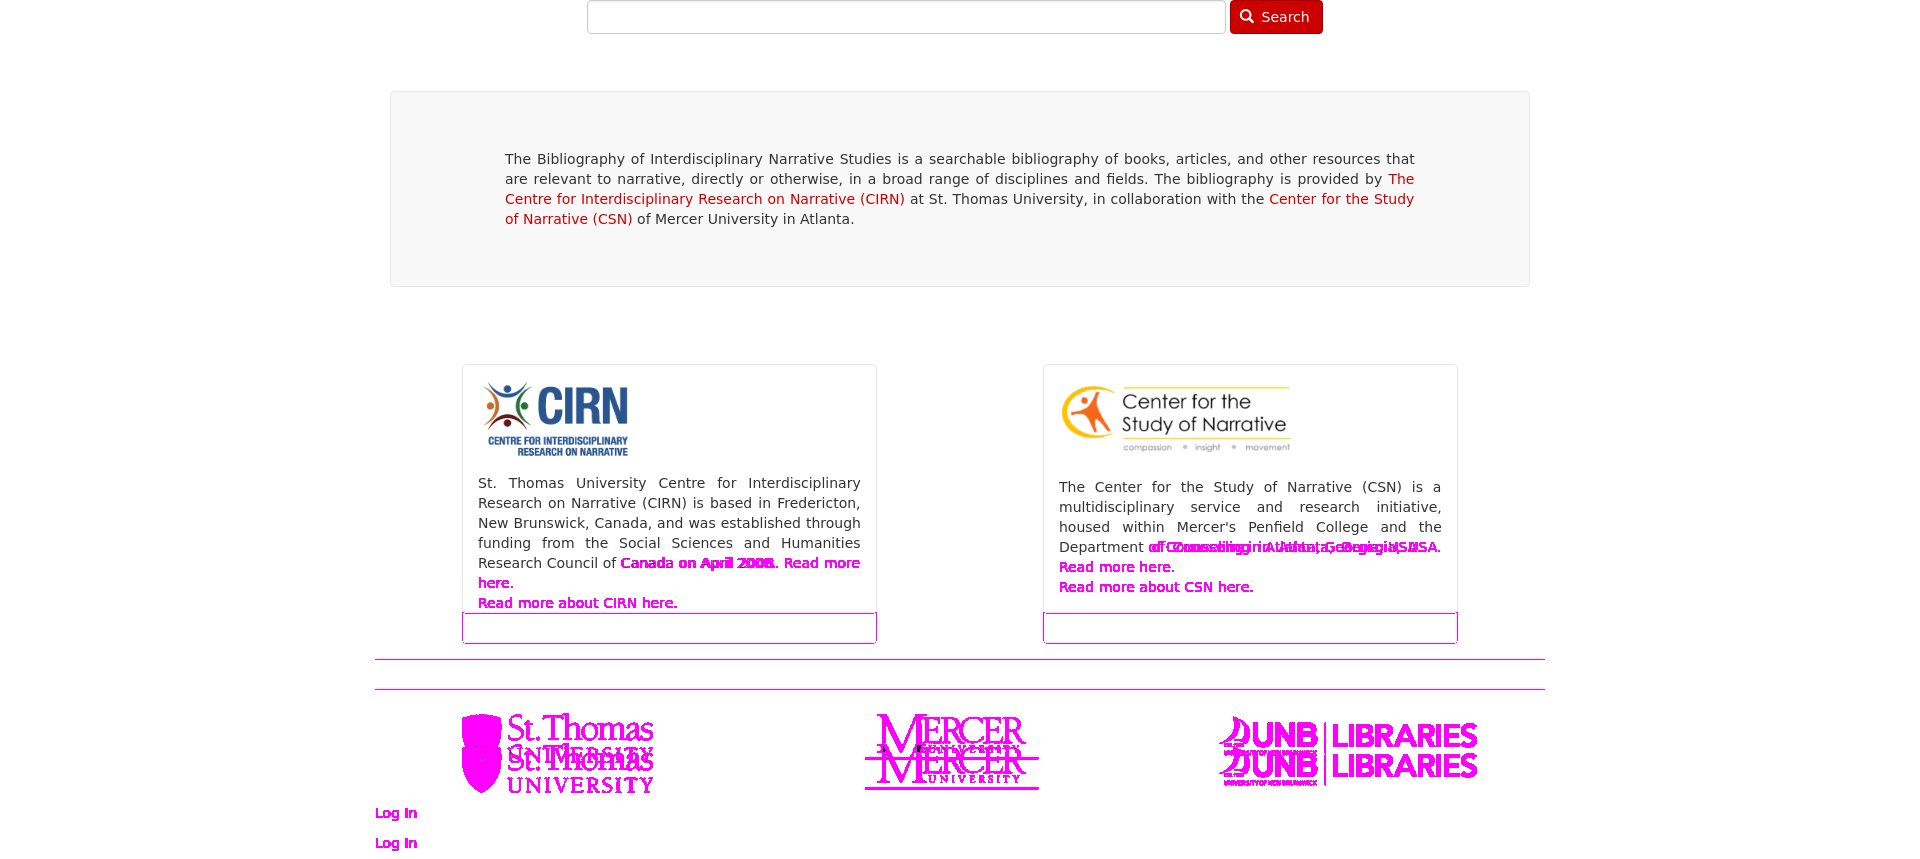 Search
The Bibliography of Interdisciplinary Narrative Studies is a searchable bibliography of books, articles, and other resources that
are relevant to narrative, directly or otherwise, in a broad range of disciplines and fields. The bibliography is provided by The
Centre for Interdisciplinary Research on Narrative (CIRN) at St. Thomas University, in collaboration with the Center for the Study
of Narrative (CSN) of Mercer University in Atlanta.
CIRN
CENTRE FOR INTERDISCIPLINARY
RESEARCH ON NARRATIVE
St. Thomas University Centre for Interdisciplinary
Research on Narrative (CIRN) is based in Fredericton,
New Brunswick, Canada, and was established through
funding from the Social Sciences and Humanities
Research Council of Canada on April 2008. Read more
here.
Read more about CIRN here.
Center for the
Study of Narrative
compassion • insight • movement
The Center for the Study of Narrative (CSN) is a
multidisciplinary service and research initiative,
housed within Mercer's Penfield College and the
Department of Counseling in Atlanta, Georgia, USA.
Read more here.
Read more about CSN here.
St. Thomas
UNIVERSITY
St. Thomas
UNIVERSITY
MERCER
UNIVERSITY
MERCER
UNIVERSITY
UNB LIBRARIES
UNB LIBRARIES
Log in
Log in